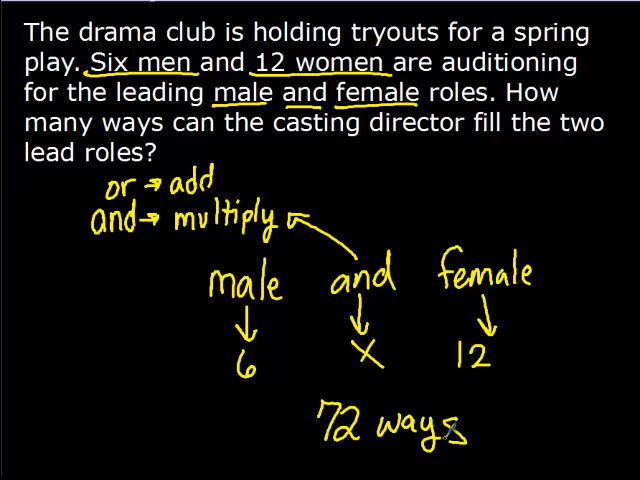 The drama club is holding tryouts for a spring
play. Six men and 12 women are auditioning
for the leading male and female roles. How
many ways can the casting director fill the two
lead roles?
or → add
and → multiply
male and female
6 x 12
72 ways